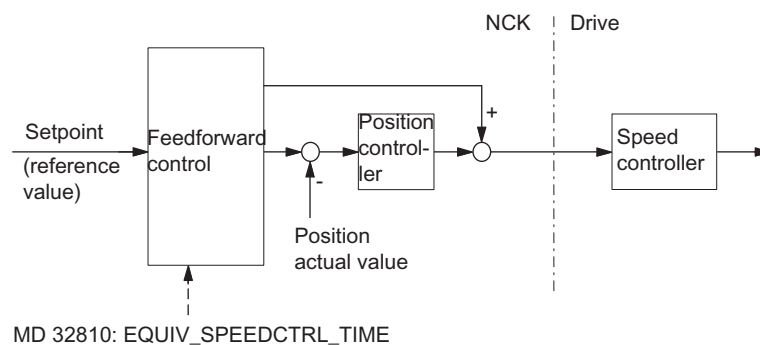 NCK
Drive
Setpoint
(reference
value)
Feedforward
control
-
Position
actual value
Position
control-
ler
+
Speed
controller
MD 32810: EQUIV_SPEEDCTRL_TIME